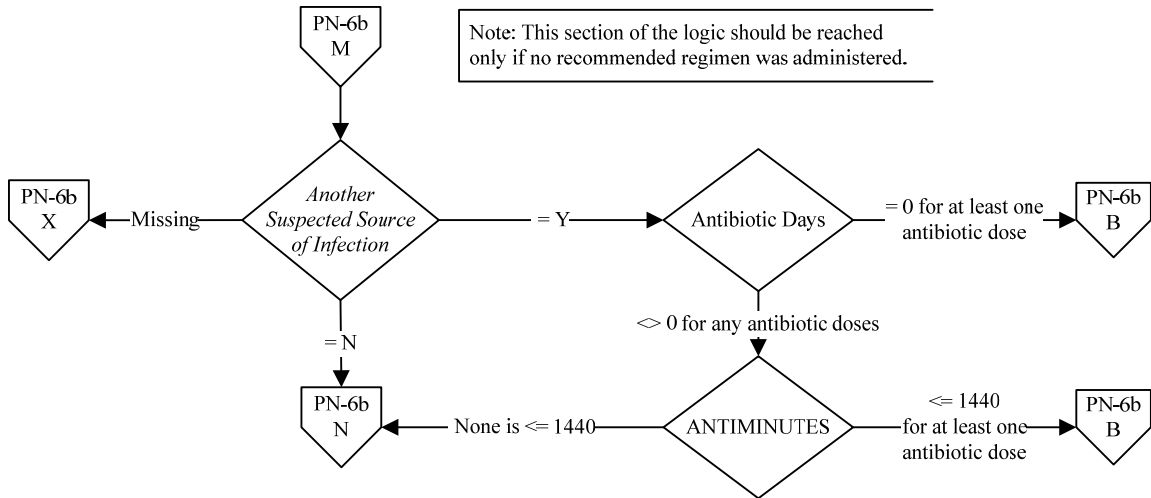 PN-6b
M
Note: This section of the logic should be reached
only if no recommended regimen was administered.
PN-6b
X
Missing
Another
Suspected Source
of Infection
= Y
Antibiotic Days
= 0 for at least one
antibiotic dose
PN-6b
B
<> 0 for any antibiotic doses
= N
PN-6b
N
None is <= 1440
ANTIMINUTES
<= 1440
for at least one
antibiotic dose
PN-6b
B